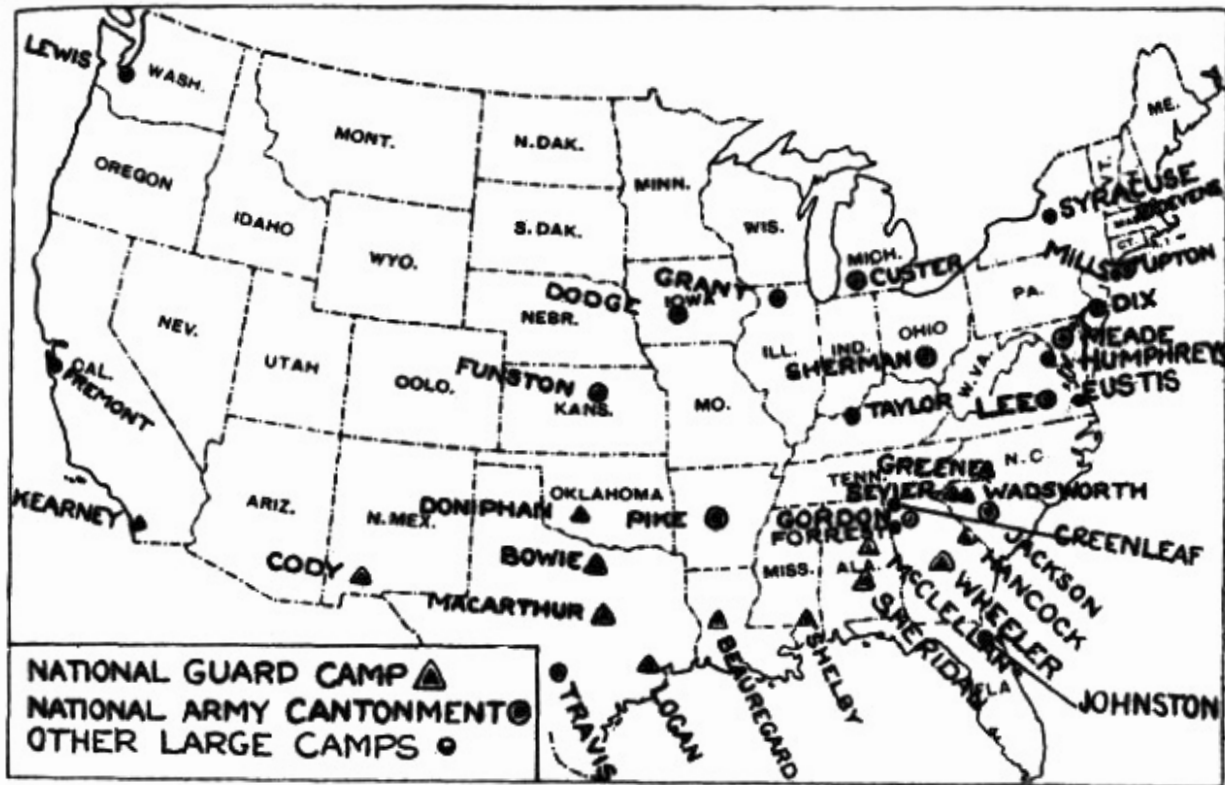 LEWIS
WASH.
MONT.
N.DAK.
MINN.
ME.
OREGON
IDAHO
S.DAK.
WIS.
MICH.
SYRACUSE
DEVENS
CT.
R.I.
WYO.
GRANT
CUSTER
MILLS
UPTON
DODGE
IOWA
NEBR.
PA.
DIX
NEV.
UTAH
OOLO.
ILL.
IND.
OHIO
MEADE
SHERMAN
HUMPHREYS
W.VA.
CAL.
FREMONT
FUNSTON
KANS.
MO.
TAYLOR
LEE
EUSTIS
KEARNEY
ARIZ.
N.MEX.
OKLAHOMA
DONIPHAN
PIKE
TENN.
GREENE
N.C
SEVIER
WADSWORTH
GORDON
FORREST
GREENLEAF
CODY
BOWIE
MISS.
ALA.
JACKSON
HANCOCK
WHEELER
McCLELLAN
SHERIDAN
MACARTHUR
BEAUREGARD
SHELBY
LOGAN
TRAVIS
FLA
JOHNSTON
NATIONAL GUARD CAMP
NATIONAL ARMY CANTONMENT
OTHER LARGE CAMPS